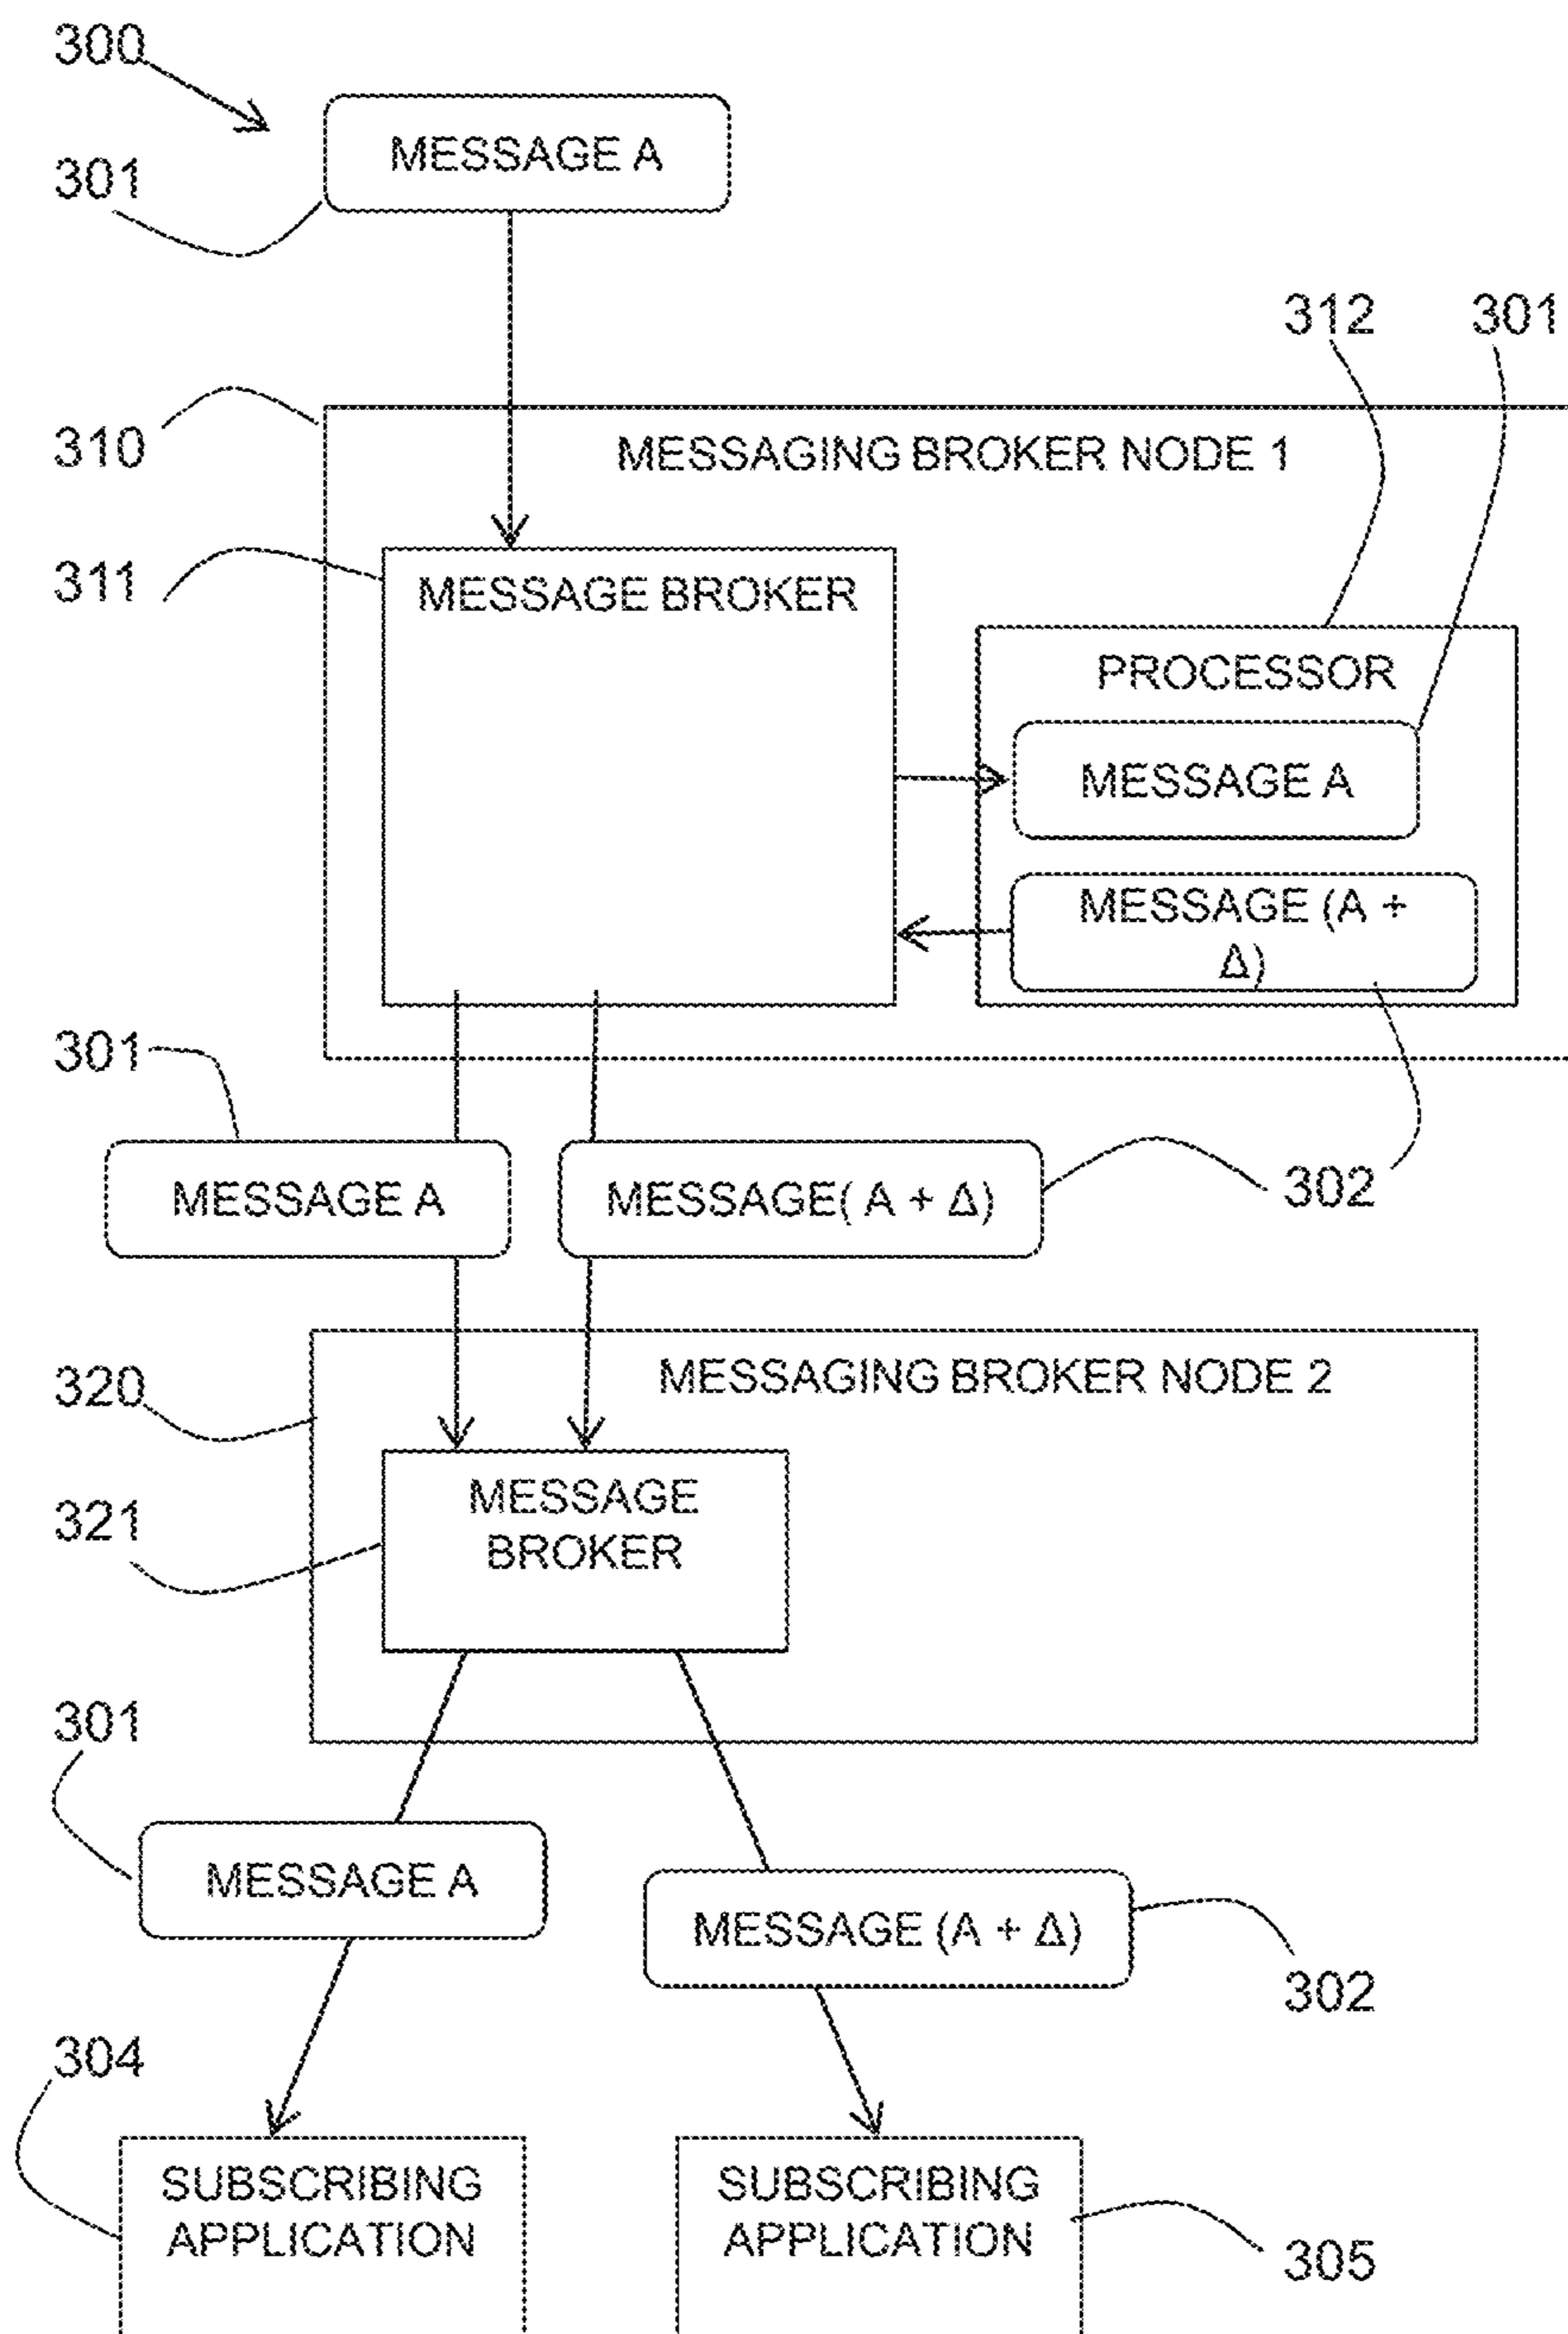 300
MESSAGE A
301
312
301
310
MESSAGING BROKER NODE 1
311
MESSAGE BROKER
PROCESSOR
MESSAGE A
MESSAGE (A +
Δ)
301
MESSAGE A
MESSAGE( A + Δ)
302
320
MESSAGING BROKER NODE 2
321
MESSAGE
BROKER
301
MESSAGE A
MESSAGE (A + Δ)
302
304
SUBSCRIBING
APPLICATION
SUBSCRIBING
APPLICATION
305